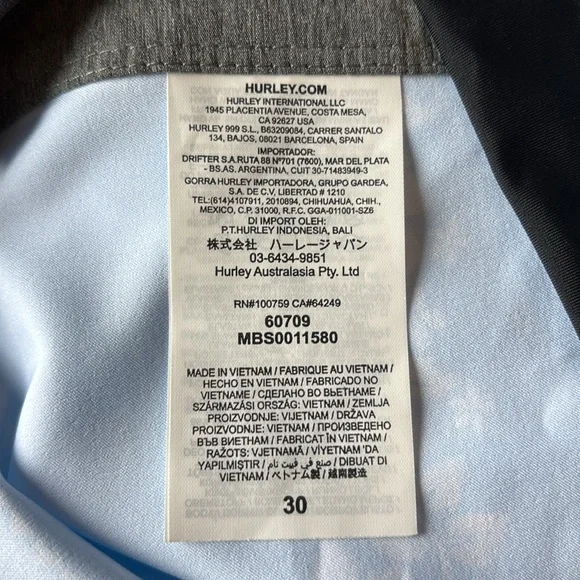 HURLEY.COM
HURLEY INTERNATIONAL LLC
1945 PLACENTIA AVENUE, COSTA MESA,
CA 92627 USA
HURLEY 999 S.L., B63209084, CARRER SANTALO
134, BAJOS, 08021 BARCELONA, SPAIN
IMPORTADOR:
DRIFTER S.A.RUTA 88 Nº701 (7600), MAR DEL PLATA
- BS.AS. ARGENTINA, CUIT 30-71483949-3
GORRA HURLEY IMPORTADORA, GRUPO GARDEA,
S.A. DE C.V, LIBERTAD # 1210
TEL:(614)4107911, 2010894, CHIHUAHUA, CHIH.,
MEXICO, C.P. 31000, R.F.C. GGA-011001-SZ6
DI IMPORT OLEH:
P.T.HURLEY INDONESIA, BALI
株式会社 ハーレージャパン
03-6434-9851
Hurley Australasia Pty. Ltd
RN#100759 CA#64249
60709
MBS0011580
MADE IN VIETNAM / FABRIQUE AU VIETNAM /
HECHO EN VIETNAM / FABRICADO NO
VIETNAME / СДЕЛАНО ВО ВЬЕТНАМЕ /
SZÁRMAZÁSI ORSZÁG: VIETNAM / ZEMLJA
PROIZVODNJE: VIJETNAM / DRŽAVA
PROIZVODNJE: VIETNAM / ПРОИЗВЕДЕНО
ВЪВ ВИЕТНАМ / FABRICAT ÎN VIETNAM /
RAŽOTS: VJETNAMĀ / VİYETNAM 'DA
YAPILMIŞTIR / صنع في فييت نام / DIBUAT DI
VIETNAM / ベトナム製 / 越南製造
30